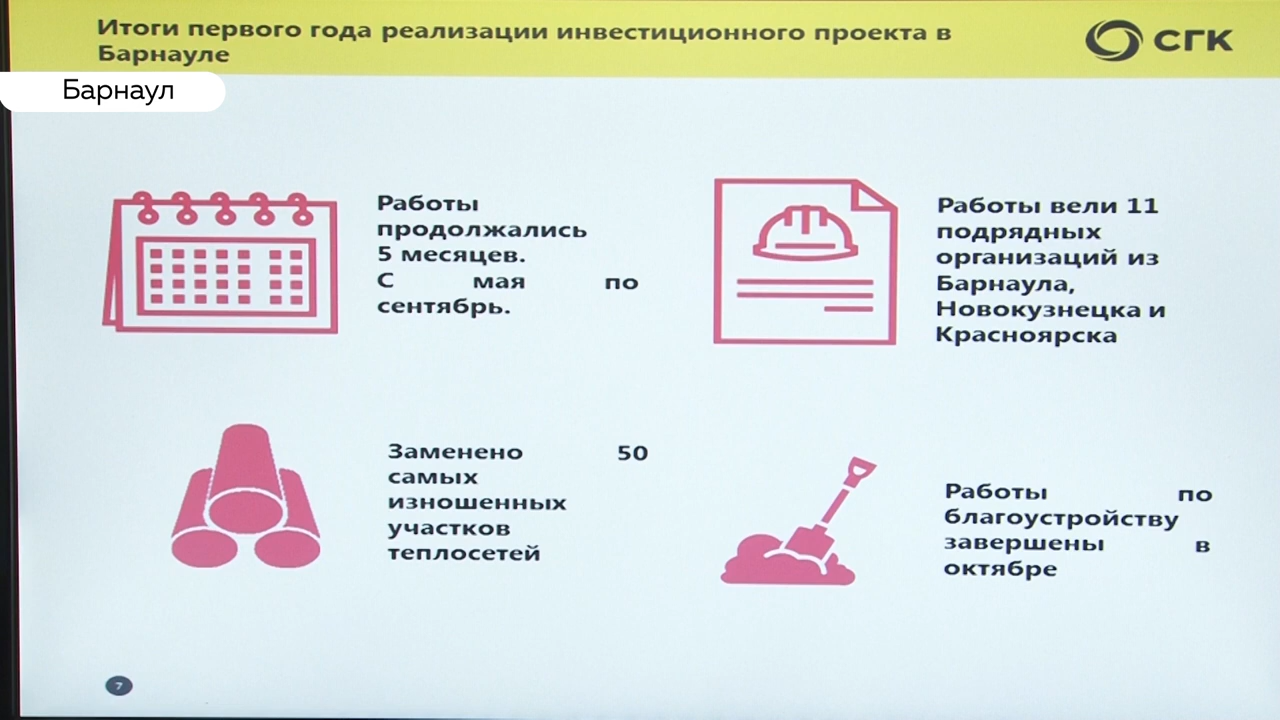 Итоги первого года реализации инвестиционного проекта в
Барнауле
СГК
Барнаул
Работы
продолжались
5 месяцев.
С мая по
сентябрь.
Работы вели 11
подрядных
организаций из
Барнаула,
Новокузнецка и
Красноярска
Заменено 50
самых
изношенных
участков
теплосетей
Работы по
благоустройству
завершены в
октябре
7